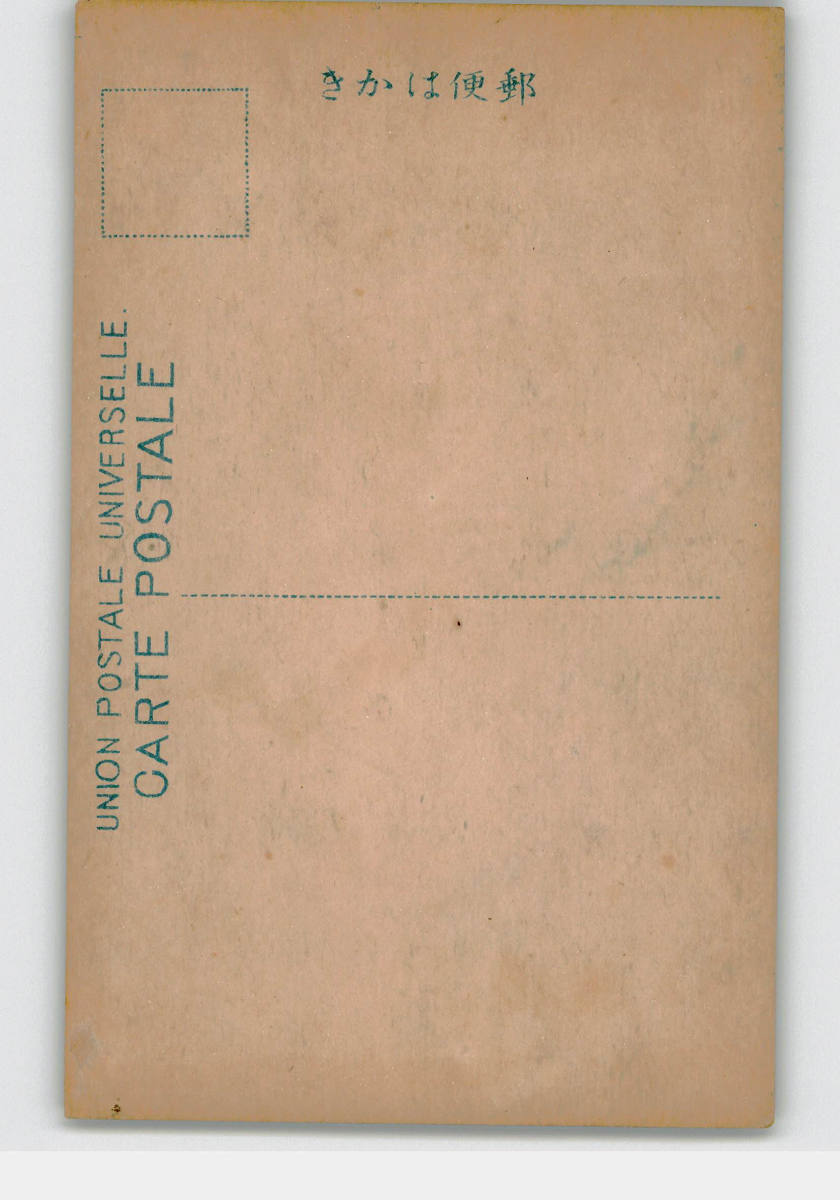 郵便はかき
UNION POSTALE UNIVERSELLE.
CARTE POSTALE